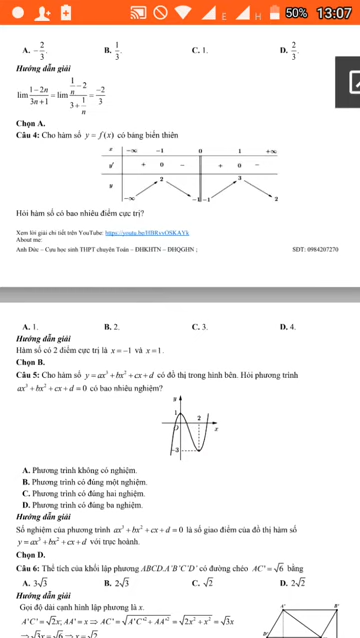 50% 13:07
A. -2/3. B. 1/3. C. 1. D. 2/3.
Hướng dẫn giải
lim (1-2n)/(3n+1) = lim (1/n - 2)/(3 + 1/n) = -2/3
Chọn A.
Câu 4: Cho hàm số y = f(x) có bảng biến thiên
x -∞ -1 0 1 +∞
y' + 0 - + 0 -
y -∞ 2 -1 -1 3 2
Hỏi hàm số có bao nhiêu điểm cực trị?
Xem lời giải chi tiết trên YouTube:
About me:
Anh Đức – Cựu học sinh THPT chuyên Toán – ĐHKHTN – ĐHQGHN ; SDT: 0984207270
A. 1. B. 2. C. 3. D. 4.
Hướng dẫn giải
Hàm số có 2 điểm cực trị là x = -1 và x = 1.
Chọn B.
Câu 5: Cho hàm số y = ax³ + bx² + cx + d có đồ thị trong hình bên. Hỏi phương trình
ax³ + bx² + cx + d = 0 có bao nhiêu nghiệm?
y
1
2
O
x
-3
A. Phương trình không có nghiệm.
B. Phương trình có đúng một nghiệm.
C. Phương trình có đúng hai nghiệm.
D. Phương trình có đúng ba nghiệm.
Hướng dẫn giải
Số nghiệm của phương trình ax³ + bx² + cx + d = 0 là số giao điểm của đồ thị hàm số
y = ax³ + bx² + cx + d với trục hoành.
Chọn D.
Câu 6: Thể tích của khối lập phương ABCD.A'B'C'D' có đường chéo AC' = √6 bằng
A. 3√3 B. 2√3 C. √2 D. 2√2
Hướng dẫn giải
Gọi độ dài cạnh hình lập phương là x.
A'C' = √2x; AA' = x ⇒ AC' = √(A'C'² + AA'²) = √(2x² + x²) = √3x
⇒ √3x = √6 ⇒ x = √2
A' B'
D'